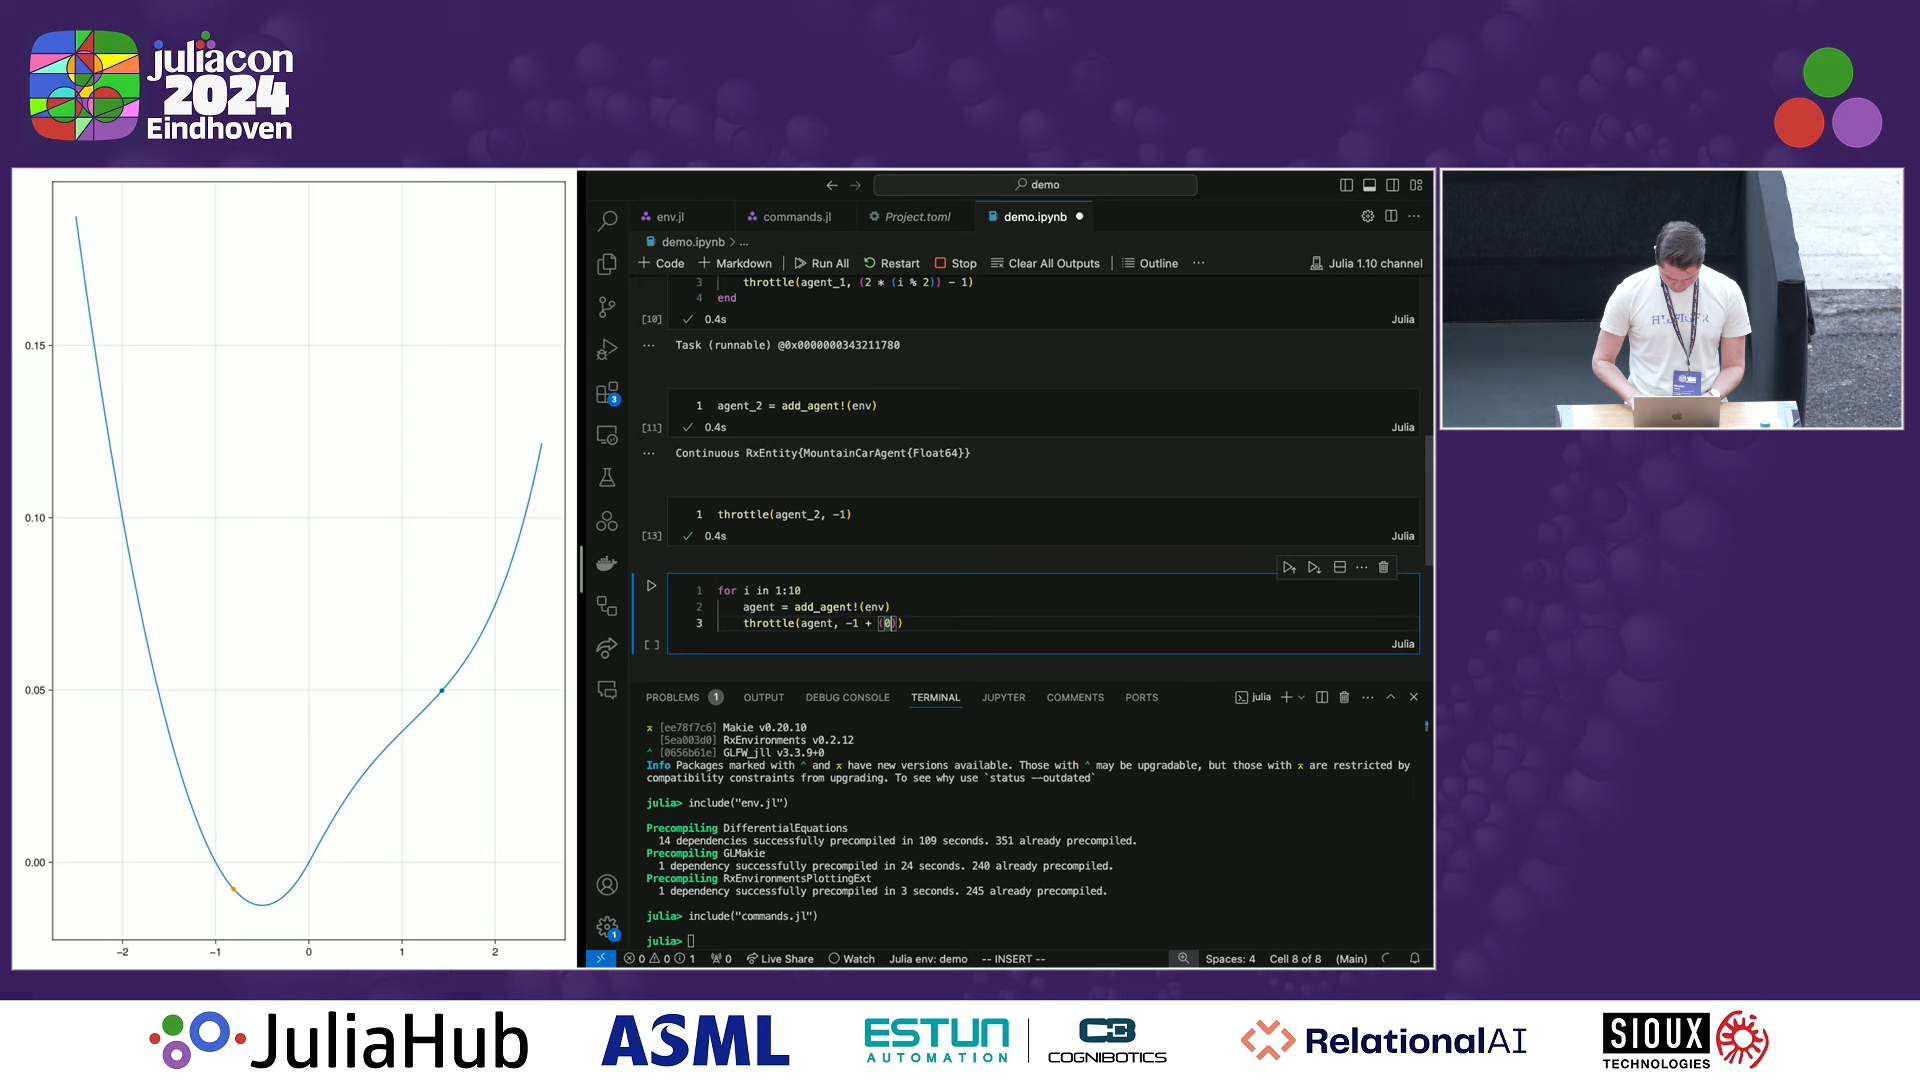 juliacon
2024
Eindhoven
0.15
0.10
0.05
0.00
−2
−1
0
1
2
demo
env.jl
commands.jl
Project.toml
demo.ipynb
demo.ipynb > ...
Code
Markdown
Run All
Restart
Stop
Clear All Outputs
Outline
Julia 1.10 channel
3 throttle(agent_1, (2 * (i % 2)) - 1)
4 end
[10] 0.4s Julia
Task (runnable) @0x0000000343211780
1 agent_2 = add_agent!(env)
[11] 0.4s Julia
Continuous RxEntity{MountainCarAgent{Float64}}
1 throttle(agent_2, -1)
[13] 0.4s Julia
1 for i in 1:10
2 agent = add_agent!(env)
3 throttle(agent, -1 + (0))
[ ] Julia
3
1
PROBLEMS 1 OUTPUT DEBUG CONSOLE TERMINAL JUPYTER COMMENTS PORTS julia
⌅ [ee78f7c6] Makie v0.20.10
[5ea003d0] RxEnvironments v0.2.12
^ [0656b61e] GLFW_jll v3.3.9+0
Info Packages marked with ^ and ⌅ have new versions available. Those with ^ may be upgradable, but those with ⌅ are restricted by
compatibility constraints from upgrading. To see why use `status --outdated`
julia> include("env.jl")
Precompiling DifferentialEquations
14 dependencies successfully precompiled in 109 seconds. 351 already precompiled.
Precompiling GLMakie
1 dependency successfully precompiled in 24 seconds. 240 already precompiled.
Precompiling RxEnvironmentsPlottingExt
1 dependency successfully precompiled in 3 seconds. 245 already precompiled.
julia> include("commands.jl")
julia>
0 0 1 0 Live Share Watch Julia env: demo -- INSERT -- Spaces: 4 Cell 8 of 8 (Main)
JuliaHub
ASML
ESTUN
AUTOMATION
COGNIBOTICS
RelationalAI
SIOUX
TECHNOLOGIES